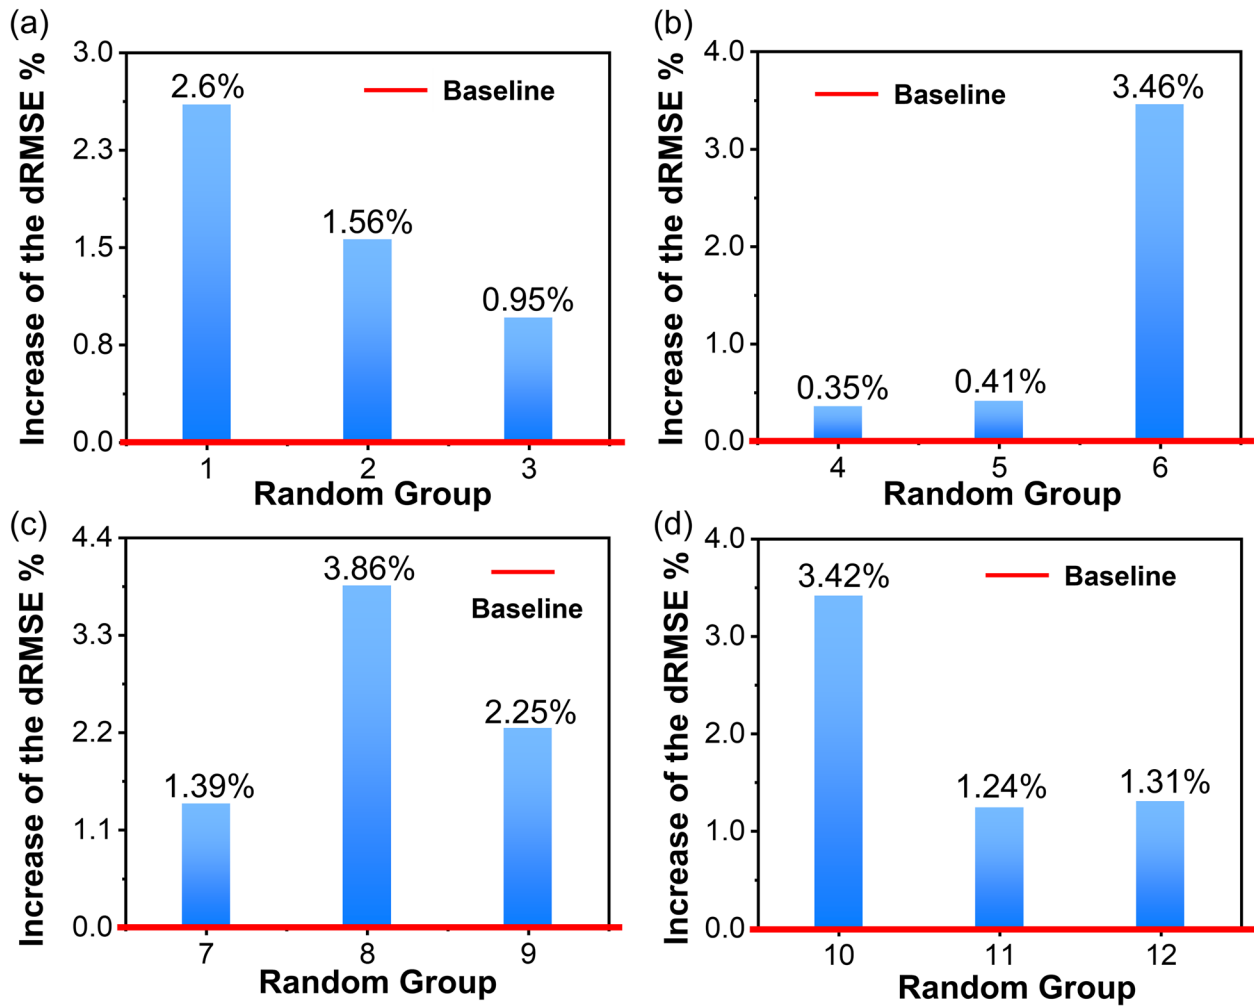 (a)
Increase of the dRMSE %
3.0
2.3
1.5
0.8
0.0
2.6%
1.56%
0.95%
Baseline
1
2
3
Random Group
(b)
Increase of the dRMSE %
4.0
3.0
2.0
1.0
0.0
Baseline
0.35%
0.41%
3.46%
4
5
6
Random Group
(c)
Increase of the dRMSE %
4.4
3.3
2.2
1.1
0.0
1.39%
3.86%
2.25%
Baseline
7
8
9
Random Group
(d)
Increase of the dRMSE %
4.0
3.0
2.0
1.0
0.0
3.42%
1.24%
1.31%
Baseline
10
11
12
Random Group